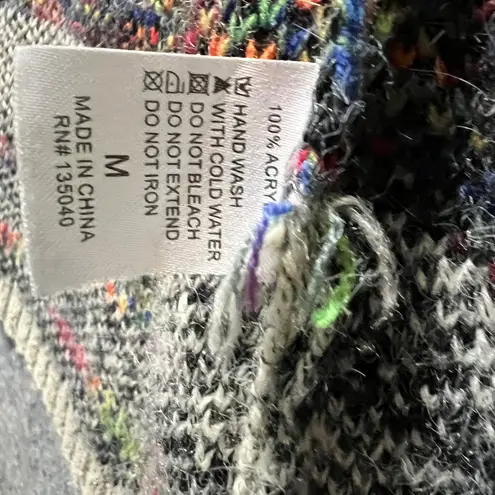 100% ACRY
HAND WASH
WITH COLD WATER
DO NOT BLEACH
DO NOT EXTEND
DO NOT IRON
M
MADE IN CHINA
RN# 135040